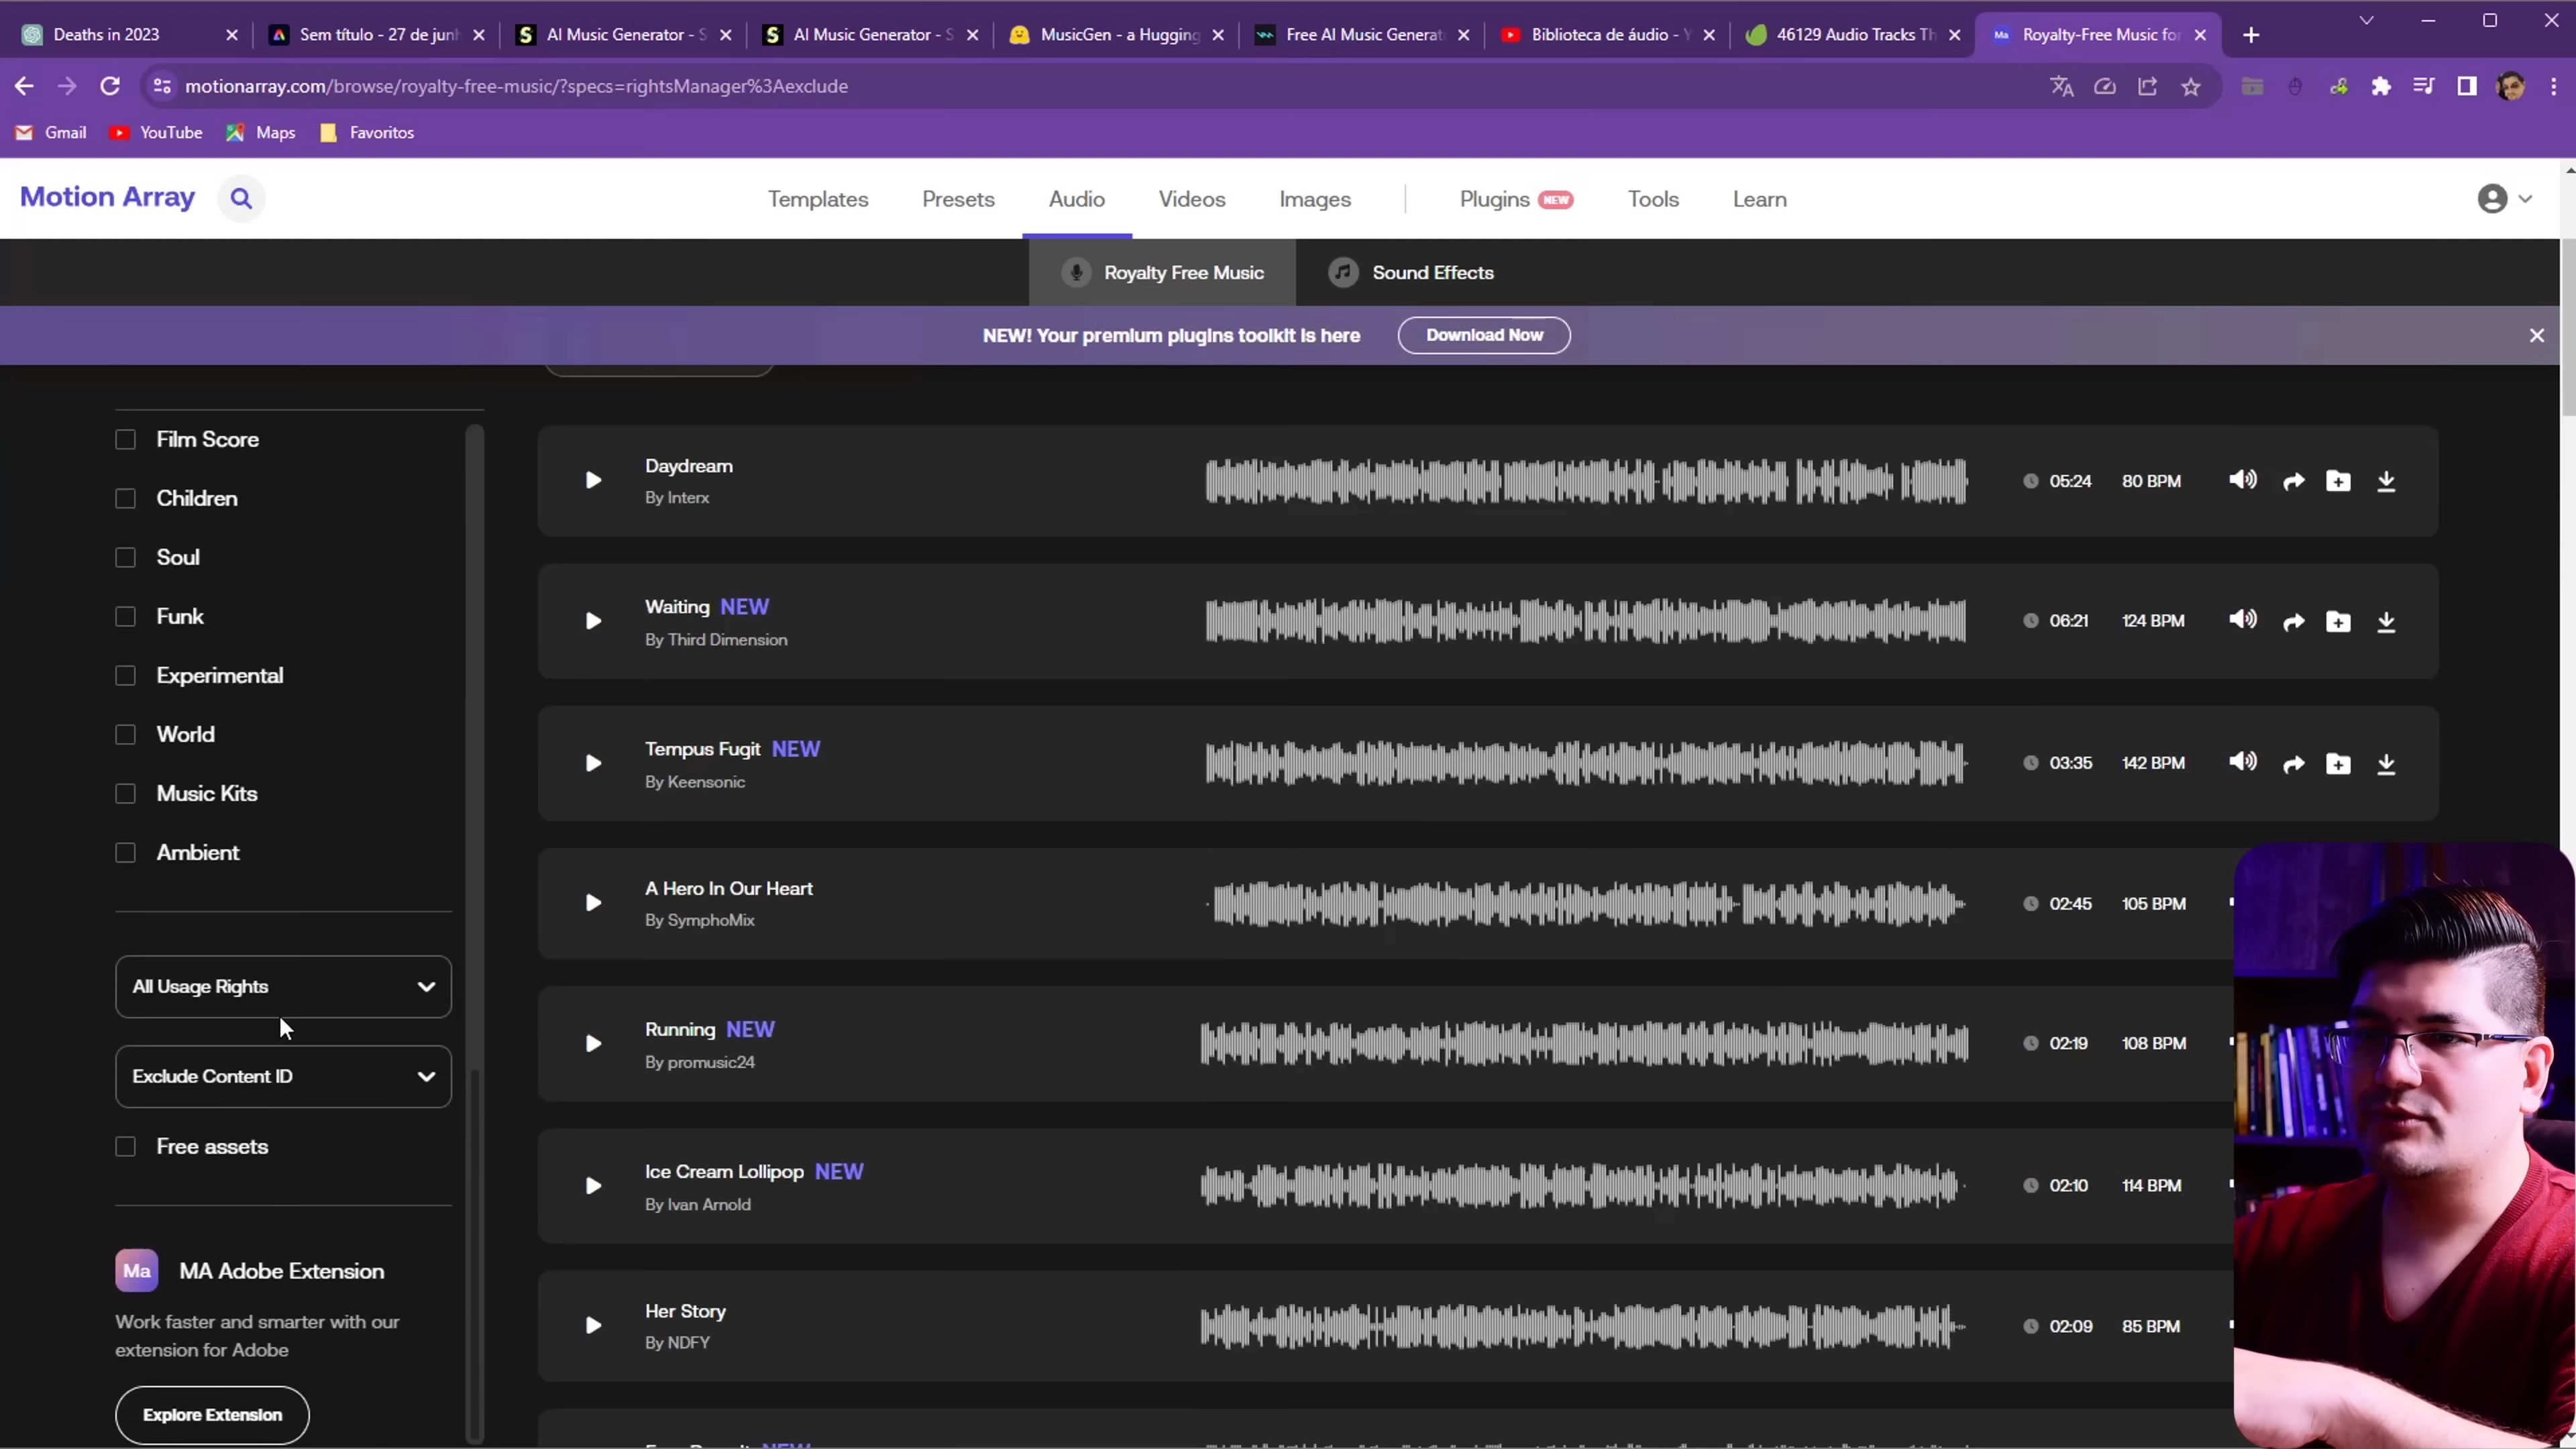 Deaths in 2023
Sem título - 27 de junh
AI Music Generator - S
AI Music Generator - S
MusicGen - a Hugging
Free AI Music Generat
Biblioteca de áudio - Y
46129 Audio Tracks Th
Ma Royalty-Free Music for
motionarray.com/browse/royalty-free-music/?specs=rightsManager%3Aexclude
Gmail YouTube Maps Favoritos
Motion Array
Templates Presets Audio Videos Images Plugins NEW Tools Learn
Royalty Free Music Sound Effects
NEW! Your premium plugins toolkit is here Download Now
Film Score
Children
Soul
Funk
Experimental
World
Music Kits
Ambient
All Usage Rights
Exclude Content ID
Free assets
Ma MA Adobe Extension
Work faster and smarter with our
extension for Adobe
Explore Extension
Daydream
By Interx
05:24 80 BPM
Waiting NEW
By Third Dimension
06:21 124 BPM
Tempus Fugit NEW
By Keensonic
03:35 142 BPM
A Hero In Our Heart
By SymphoMix
02:45 105 BPM
Running NEW
By promusic24
02:19 108 BPM
Ice Cream Lollipop NEW
By Ivan Arnold
02:10 114 BPM
Her Story
By NDFY
02:09 85 BPM
NEW